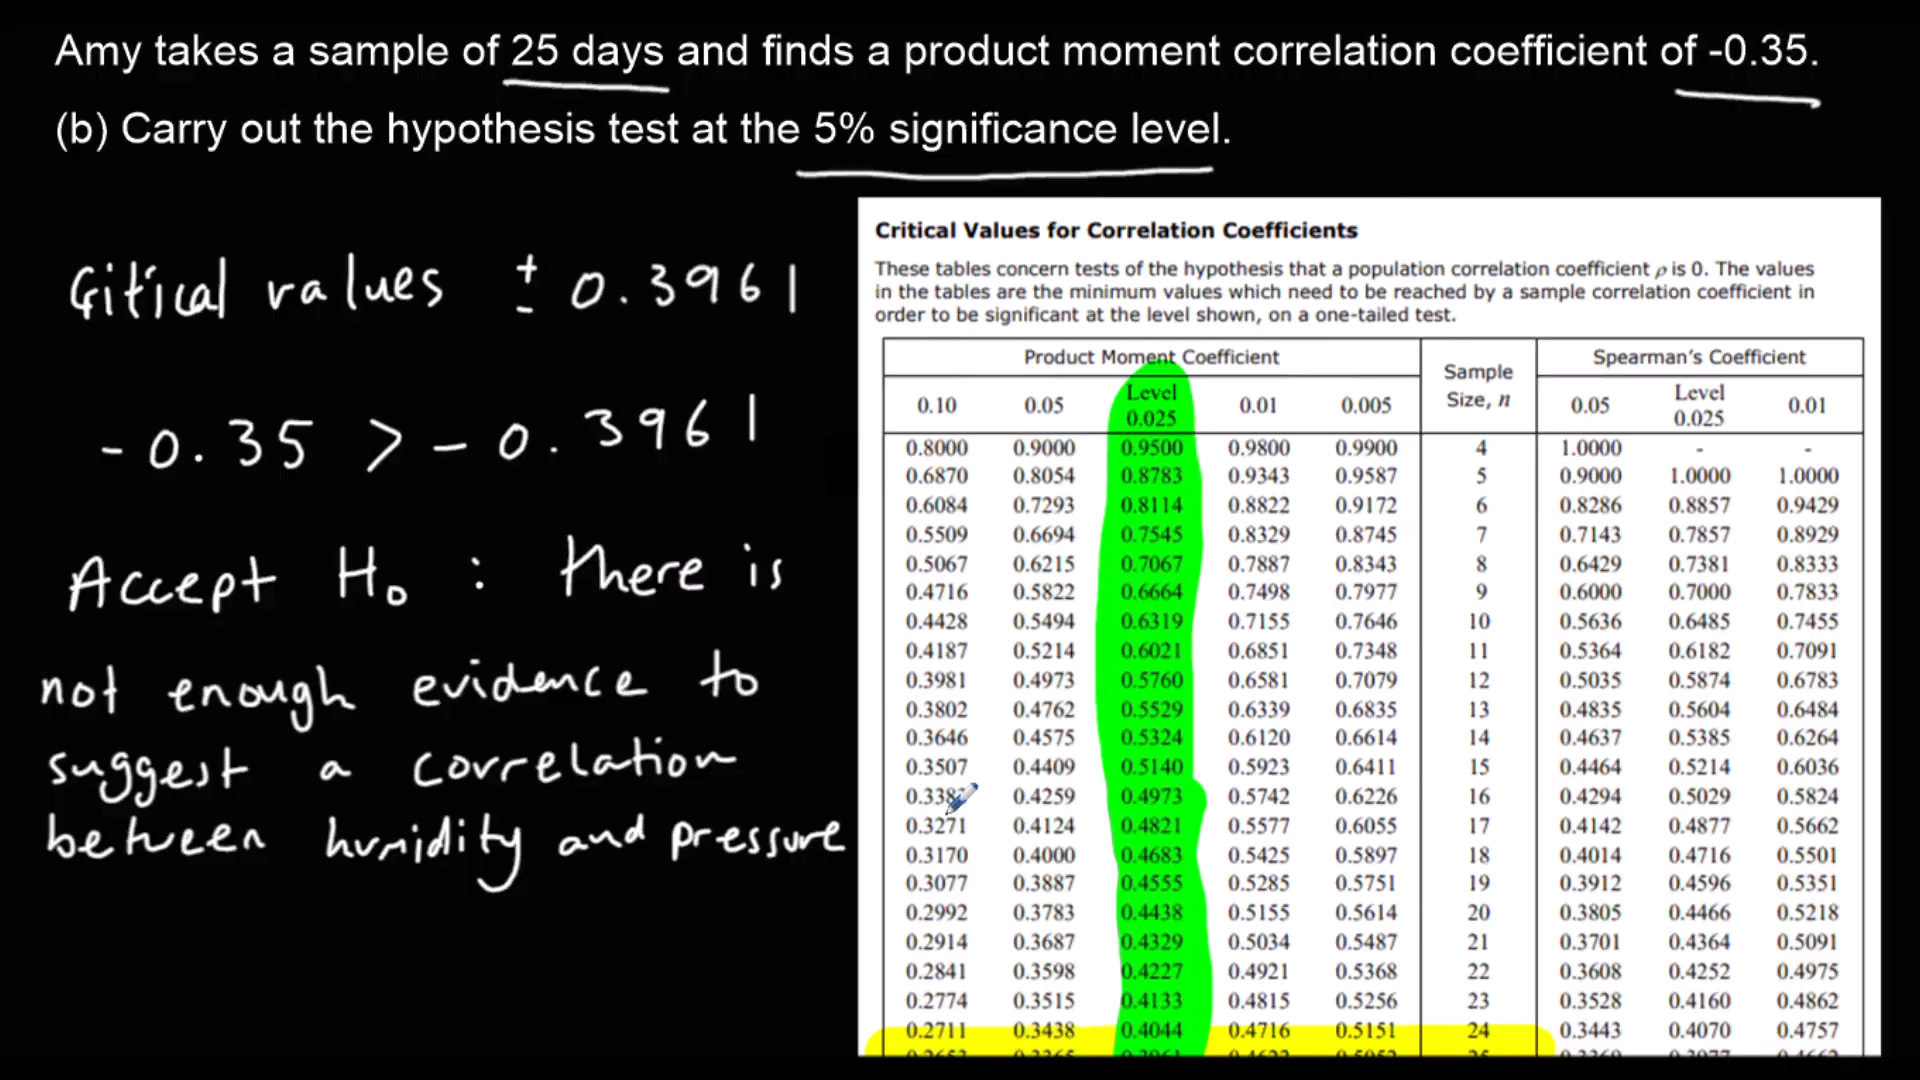 Amy takes a sample of 25 days and finds a product moment correlation coefficient of -0.35.
(b) Carry out the hypothesis test at the 5% significance level.
Critical values ± 0.3961
-0.35 > -0.3961
Accept H₀ : there is
not enough evidence to
suggest a correlation
between humidity and pressure
Critical Values for Correlation Coefficients
These tables concern tests of the hypothesis that a population correlation coefficient ρ is 0. The values
in the tables are the minimum values which need to be reached by a sample correlation coefficient in
order to be significant at the level shown, on a one-tailed test.
Product Moment Coefficient Sample Size, n Spearman's Coefficient
0.10 0.05 Level 0.025 0.01 0.005 0.05 Level 0.025 0.01
0.8000 0.9000 0.9500 0.9800 0.9900 4 1.0000 - -
0.6870 0.8054 0.8783 0.9343 0.9587 5 0.9000 1.0000 1.0000
0.6084 0.7293 0.8114 0.8822 0.9172 6 0.8286 0.8857 0.9429
0.5509 0.6694 0.7545 0.8329 0.8745 7 0.7143 0.7857 0.8929
0.5067 0.6215 0.7067 0.7887 0.8343 8 0.6429 0.7381 0.8333
0.4716 0.5822 0.6664 0.7498 0.7977 9 0.6000 0.7000 0.7833
0.4428 0.5494 0.6319 0.7155 0.7646 10 0.5636 0.6485 0.7455
0.4187 0.5214 0.6021 0.6851 0.7348 11 0.5364 0.6182 0.7091
0.3981 0.4973 0.5760 0.6581 0.7079 12 0.5035 0.5874 0.6783
0.3802 0.4762 0.5529 0.6339 0.6835 13 0.4835 0.5604 0.6484
0.3646 0.4575 0.5324 0.6120 0.6614 14 0.4637 0.5385 0.6264
0.3507 0.4409 0.5140 0.5923 0.6411 15 0.4464 0.5214 0.6036
0.4259 0.4973 0.5742 0.6226 16 0.4294 0.5029 0.5824
0.3271 0.4124 0.4821 0.5577 0.6055 17 0.4142 0.4877 0.5662
0.3170 0.4000 0.4683 0.5425 0.5897 18 0.4014 0.4716 0.5501
0.3077 0.3887 0.4555 0.5285 0.5751 19 0.3912 0.4596 0.5351
0.2992 0.3783 0.4438 0.5155 0.5614 20 0.3805 0.4466 0.5218
0.2914 0.3687 0.4329 0.5034 0.5487 21 0.3701 0.4364 0.5091
0.2841 0.3598 0.4227 0.4921 0.5368 22 0.3608 0.4252 0.4975
0.2774 0.3515 0.4133 0.4815 0.5256 23 0.3528 0.4160 0.4862
0.2711 0.3438 0.4044 0.4716 0.5151 24 0.3443 0.4070 0.4757